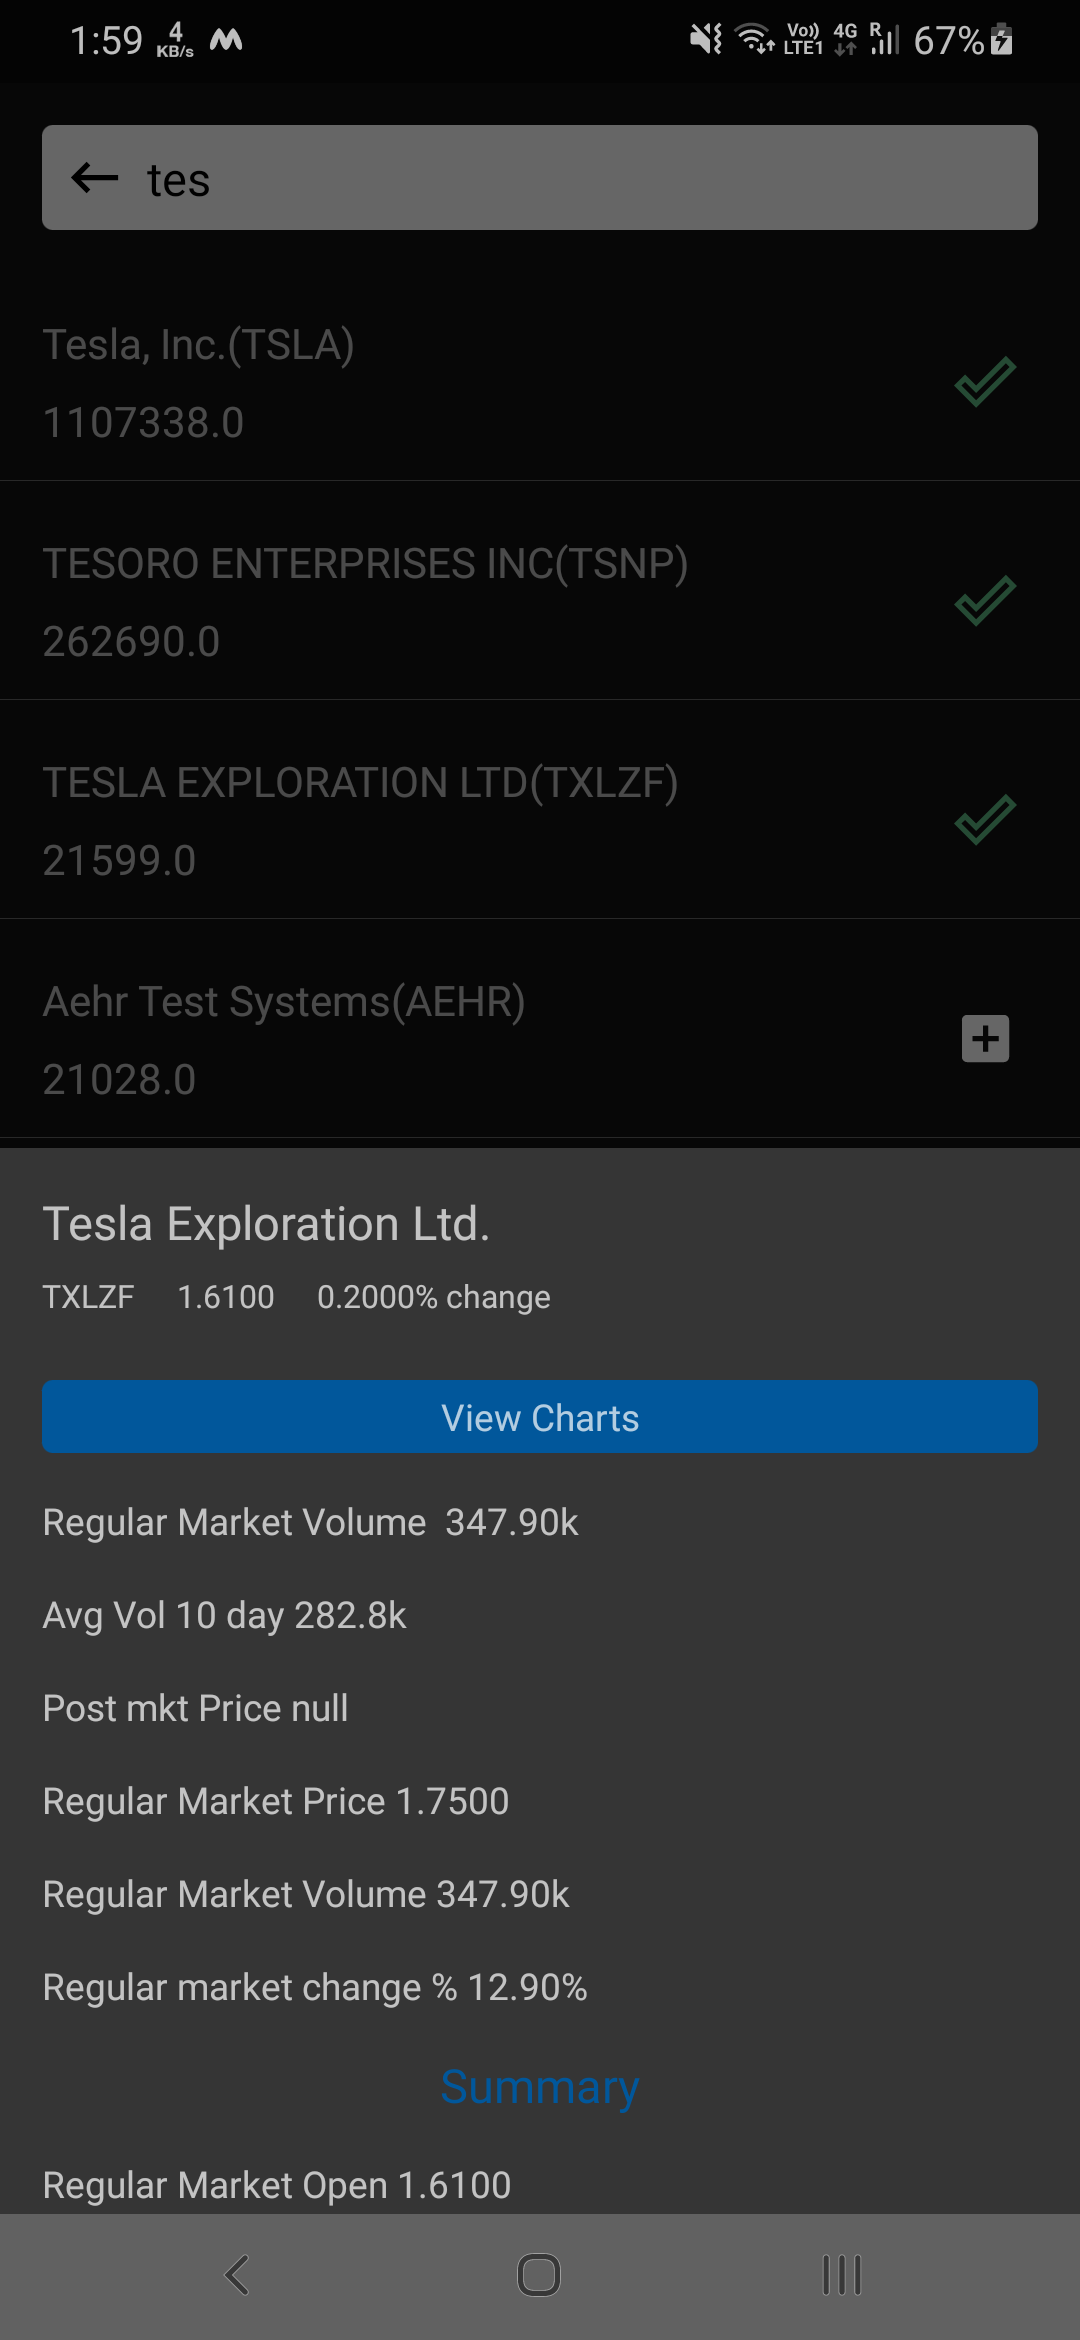 1:59 4 KB/s Vo)) LTE1 4G R 67%
tes
Tesla, Inc.(TSLA)
1107338.0
TESORO ENTERPRISES INC(TSNP)
262690.0
TESLA EXPLORATION LTD(TXLZF)
21599.0
Aehr Test Systems(AEHR)
21028.0
Tesla Exploration Ltd.
TXLZF 1.6100 0.2000% change
View Charts
Regular Market Volume 347.90k
Avg Vol 10 day 282.8k
Post mkt Price null
Regular Market Price 1.7500
Regular Market Volume 347.90k
Regular market change % 12.90%
Summary
Regular Market Open 1.6100